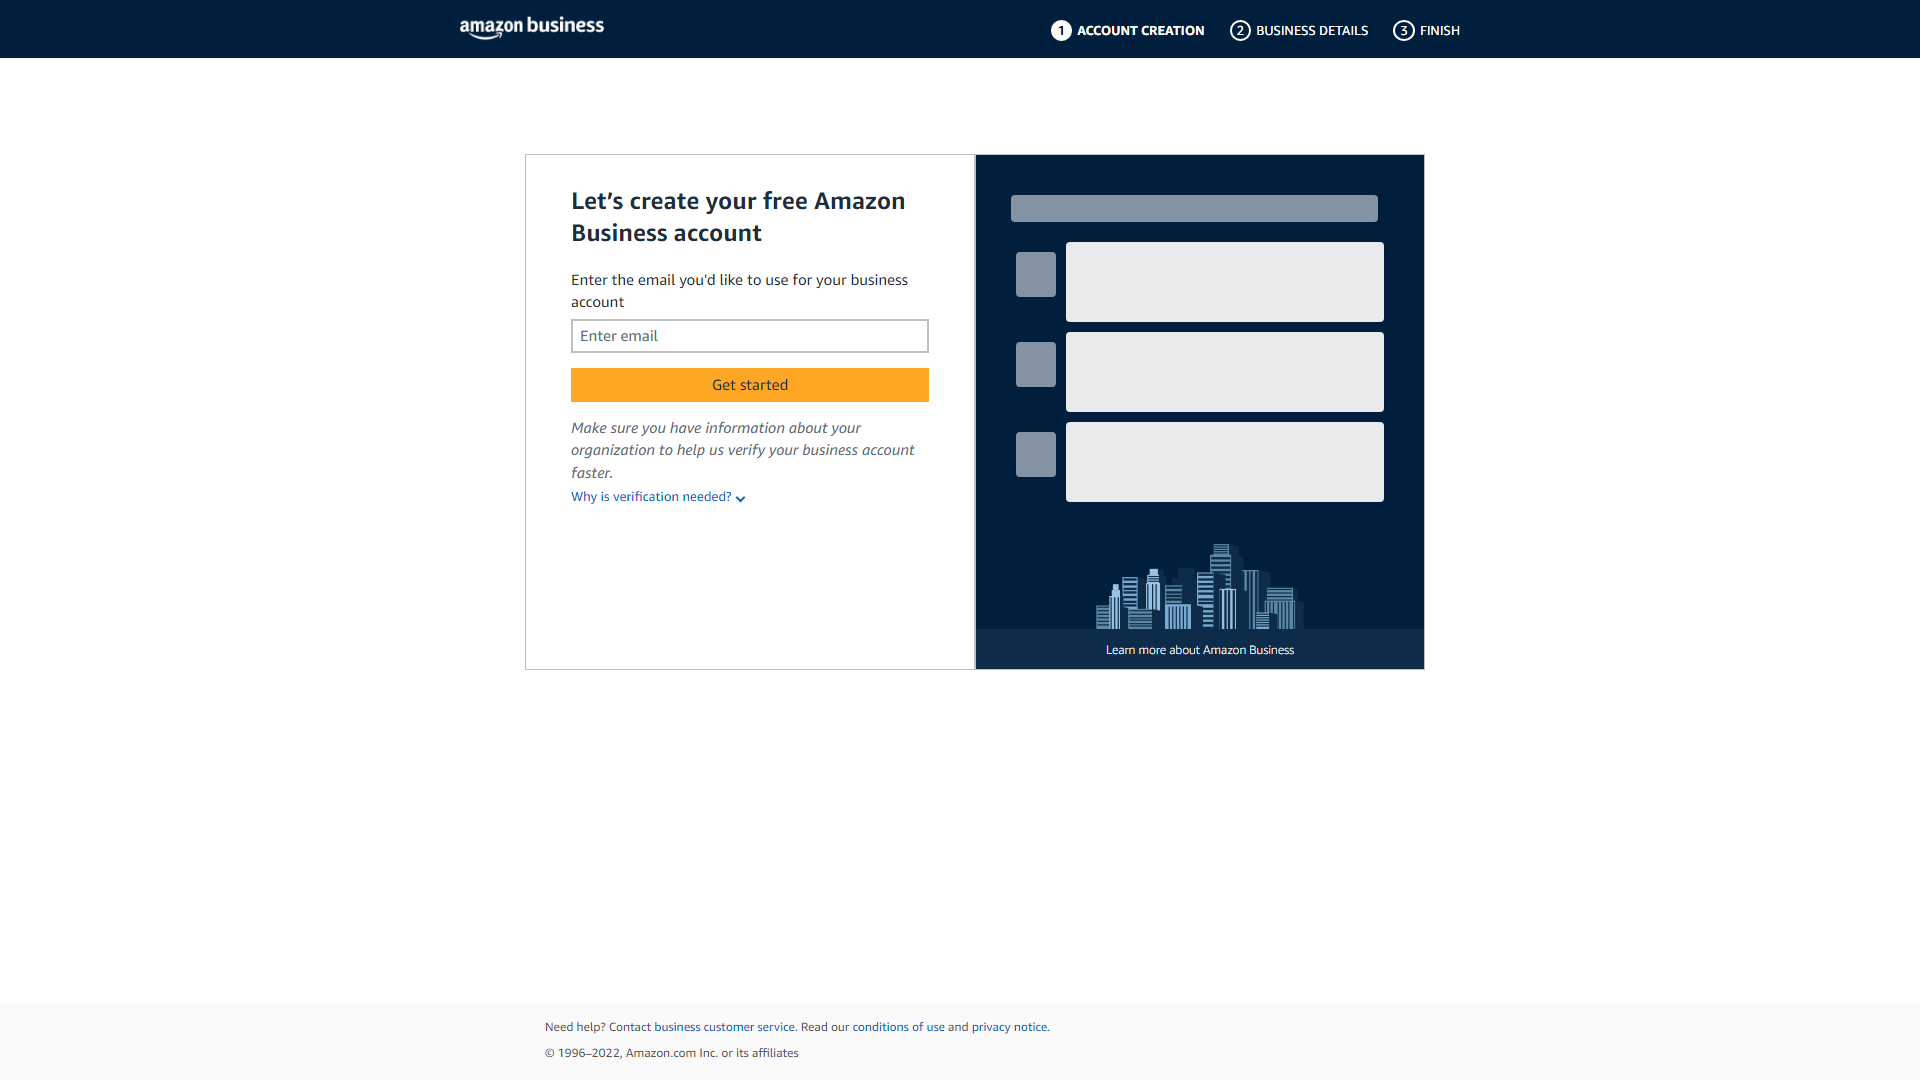 amazon business
1 ACCOUNT CREATION
2 BUSINESS DETAILS
3 FINISH
Let’s create your free Amazon
Business account
Enter the email you'd like to use for your business
account
Enter email
Get started
Make sure you have information about your
organization to help us verify your business account
faster.
Why is verification needed?
Learn more about Amazon Business
Need help? Contact business customer service. Read our conditions of use and privacy notice.
© 1996–2022, Amazon.com Inc. or its affiliates